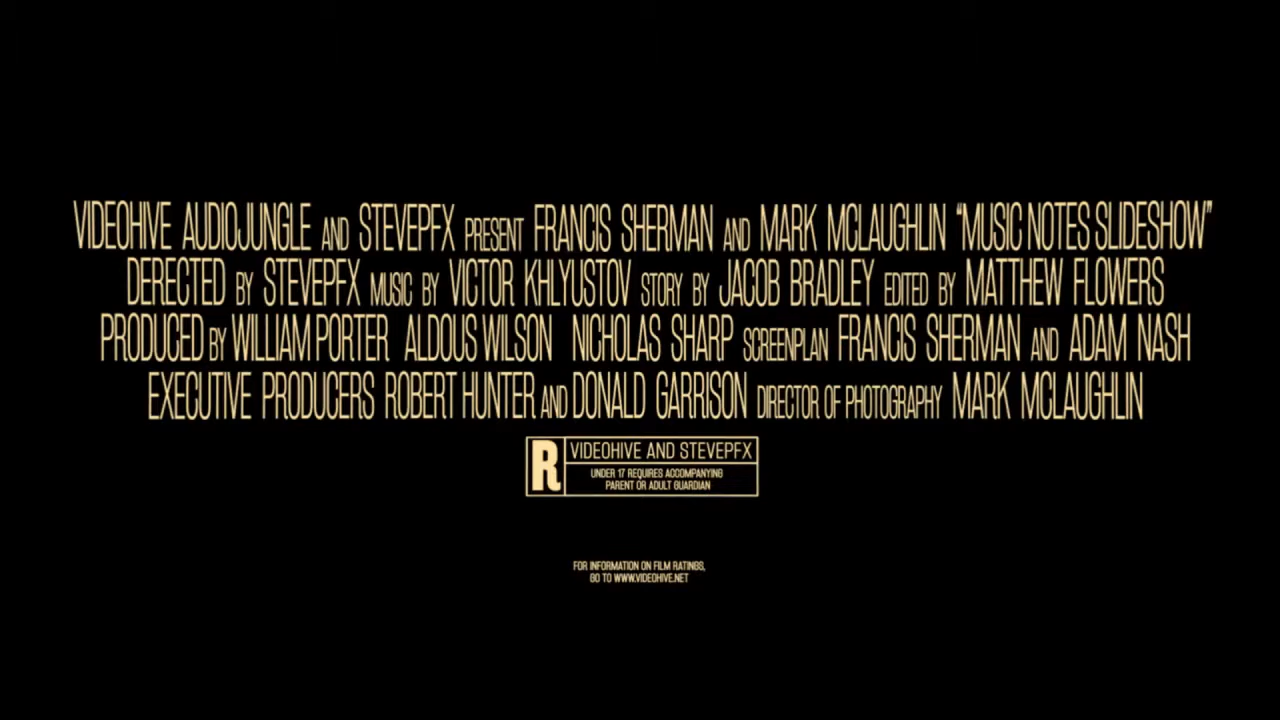 VIDEOHIVE AUDIOJUNGLE AND STEVEPFX PRESENT FRANCIS SHERMAN AND MARK MCLAUGHLIN “MUSIC NOTES SLIDESHOW”
DERECTED BY STEVEPFX MUSIC BY VICTOR KHLYUSTOV STORY BY JACOB BRADLEY EDITED BY MATTHEW FLOWERS
PRODUCED BY WILLIAM PORTER ALDOUS WILSON NICHOLAS SHARP SCREENPLAN FRANCIS SHERMAN AND ADAM NASH
EXECUTIVE PRODUCERS ROBERT HUNTER AND DONALD GARRISON DIRECTOR OF PHOTOGRAPHY MARK MCLAUGHLIN
R VIDEOHIVE AND STEVEPFX
UNDER 17 REQUIRES ACCOMPANYING
PARENT OR ADULT GUARDIAN
FOR INFORMATION ON FILM RATINGS,
GO TO WWW.VIDEOHIVE.NET